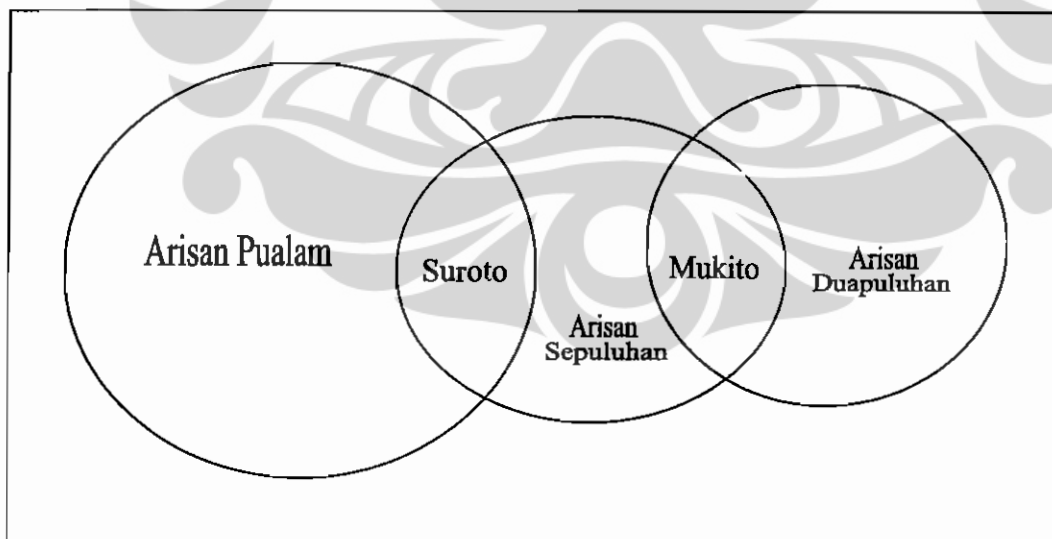 Arisan Pualam
Suroto
Mukito
Arisan
Duapuluhan
Arisan
Sepuluhan